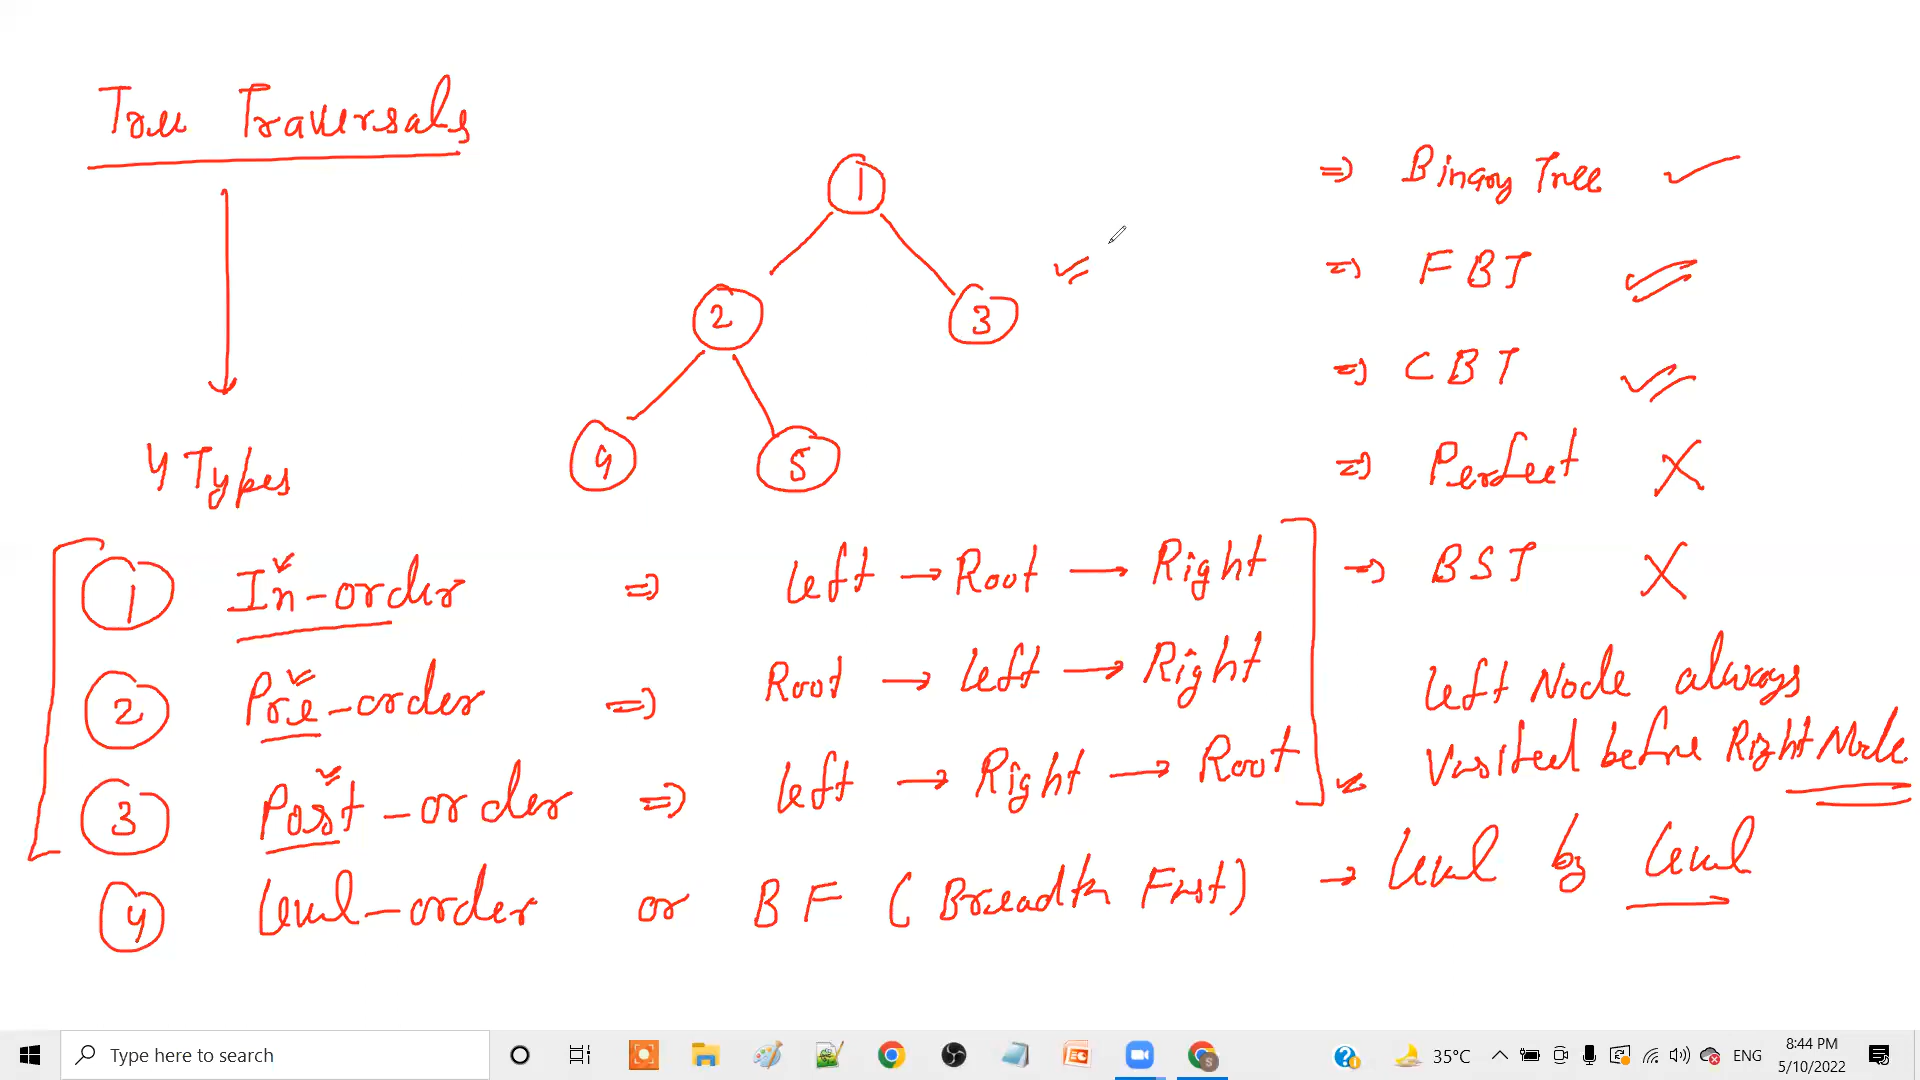 Tree Traversals
4 Types
1
2
3
4
5
⇒ Binary Tree ✓
⇒ FBT ✓
⇒ CBT ✓
⇒ Perfect X
⇒ BST X
1 In-order ⇒ Left → Root → Right
2 Pre-order ⇒ Root → Left → Right
3 Post-order ⇒ Left → Right → Root
Left Node always
Visited before Right Node
4 Level-order or BF (Breadth First) → Level by Level
Type here to search
35°C
ENG
8:44 PM
5/10/2022